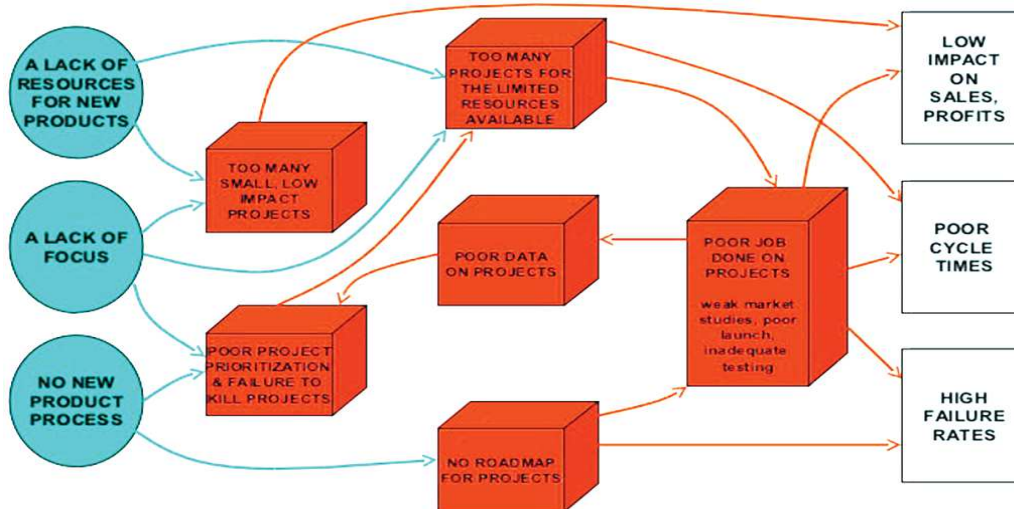 A LACK OF
RESOURCES
FOR NEW
PRODUCTS
TOO MANY
PROJECTS FOR
THE LIMITED
RESOURCES
AVAILABLE
LOW
IMPACT
ON
SALES,
PROFITS
TOO MANY
SMALL, LOW
IMPACT
PROJECTS
A LACK OF
FOCUS
POOR DATA
ON PROJECTS
POOR JOB
DONE ON
PROJECTS
weak market
studies, poor
launch,
inadequate
testing
POOR
CYCLE
TIMES
POOR PROJECT
PRIORITIZATION
& FAILURE TO
KILL PROJECTS
NO NEW
PRODUCT
PROCESS
NO ROADMAP
FOR PROJECTS
HIGH
FAILURE
RATES